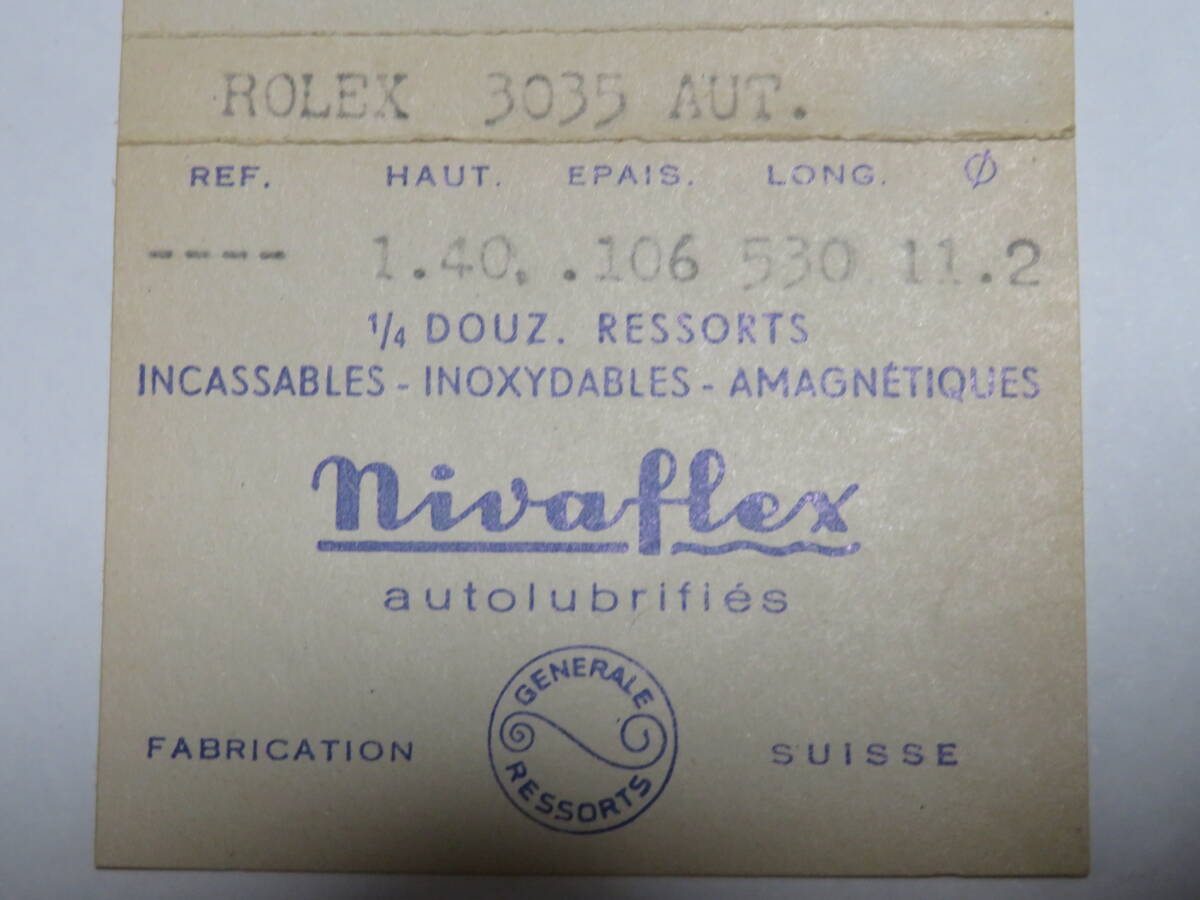 ROLEX 3035 AUT.
REF. HAUT. EPAIS. LONG. Ø
---- 1.40. .106 530 11.2
1/4 DOUZ. RESSORTS
INCASSABLES - INOXYDABLES - AMAGNÉTIQUES
Nivaflex
autolubrifiés
GENERALE
RESSORTS
FABRICATION SUISSE